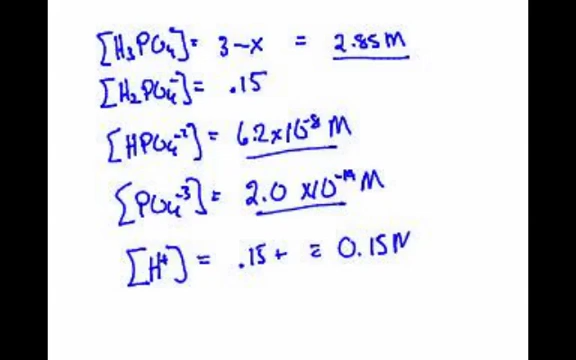 [H₃PO₄] = 3 - x = 2.85 M
[H₂PO₄⁻] = .15
[HPO₄⁻²] = 6.2 x 10⁻⁸ M
[PO₄⁻³] = 2.0 x 10⁻¹⁹ M
[H⁺] = .15 + = 0.15 M